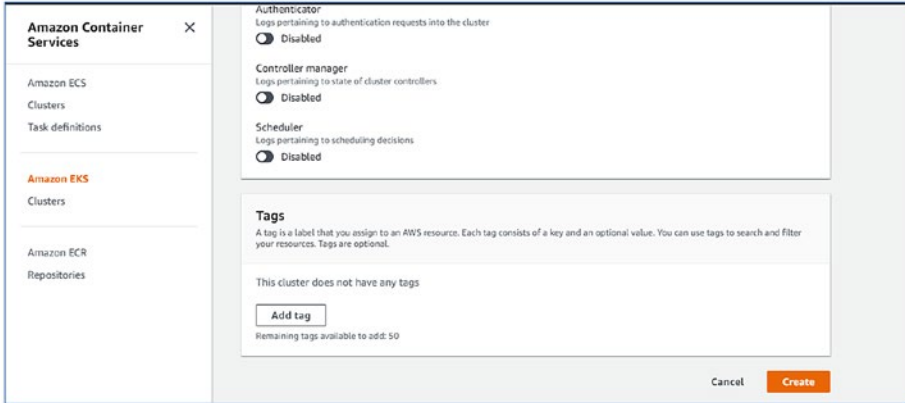 Amazon Container
Services
Amazon ECS
Clusters
Task definitions
Amazon EKS
Clusters
Amazon ECR
Repositories
Authenticator
Logs pertaining to authentication requests into the cluster
Disabled
Controller manager
Logs pertaining to state of cluster controllers
Disabled
Scheduler
Logs pertaining to scheduling decisions
Disabled
Tags
A tag is a label that you assign to an AWS resource. Each tag consists of a key and an optional value. You can use tags to search and filter
your resources. Tags are optional.
This cluster does not have any tags
Add tag
Remaining tags available to add: 50
Cancel
Create